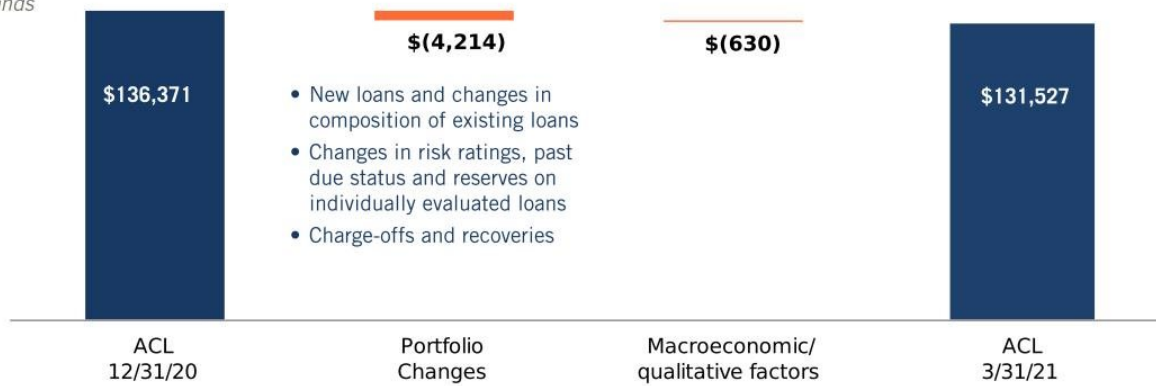 $(4,214)
$(630)
$136,371
$131,527
• New loans and changes in
composition of existing loans
• Changes in risk ratings, past
due status and reserves on
individually evaluated loans
• Charge-offs and recoveries
ACL
12/31/20
Portfolio
Changes
Macroeconomic/
qualitative factors
ACL
3/31/21